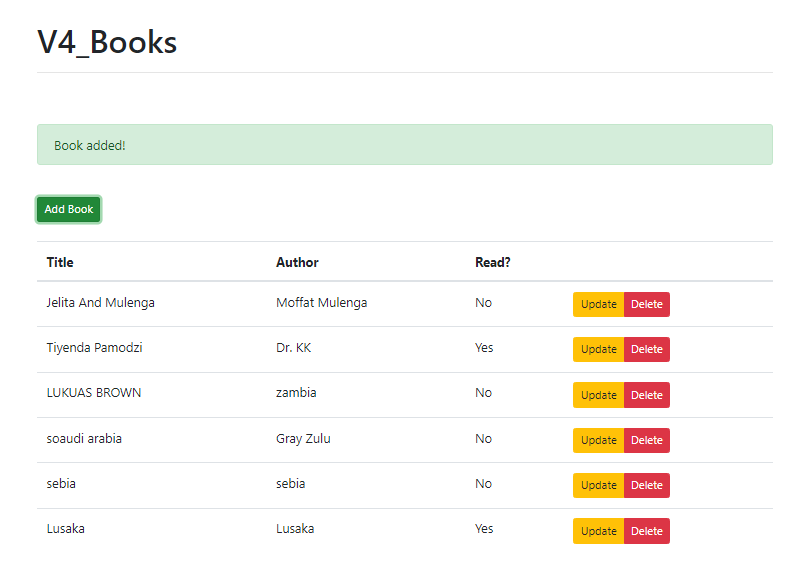 V4_Books
Book added!
Add Book
Title Author Read?
Jelita And Mulenga Moffat Mulenga No Update Delete
Tiyenda Pamodzi Dr. KK Yes Update Delete
LUKUAS BROWN zambia No Update Delete
soaudi arabia Gray Zulu No Update Delete
sebia sebia No Update Delete
Lusaka Lusaka Yes Update Delete